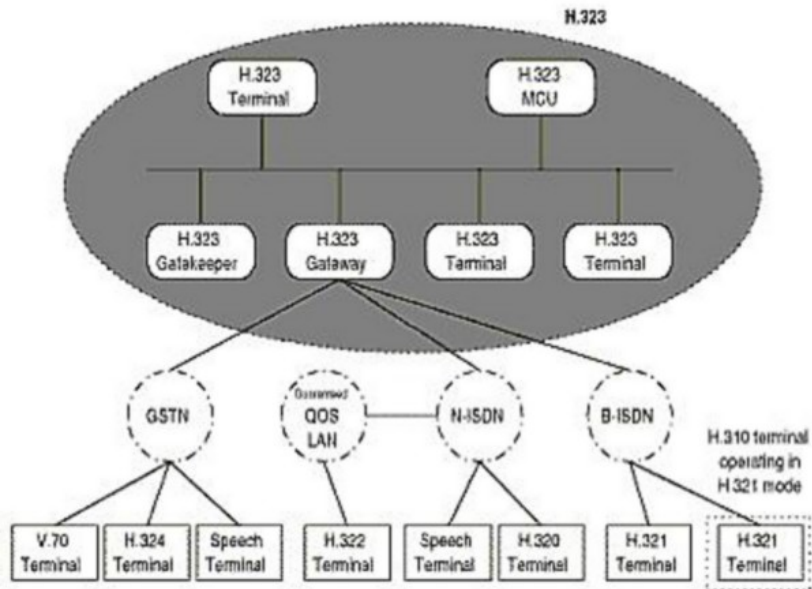 H.323
H.323
Terminal
H.323
MCU
H.323
Gatekeeper
H.323
Gateway
H.323
Terminal
H.323
Terminal
GSTN
Guaranteed
QOS
LAN
N-ISDN
B-ISDN
H.310 terminal
operating in
H.321 mode
V.70
Terminal
H.324
Terminal
Speech
Terminal
H.322
Terminal
Speech
Terminal
H.320
Terminal
H.321
Terminal
H.321
Terminal